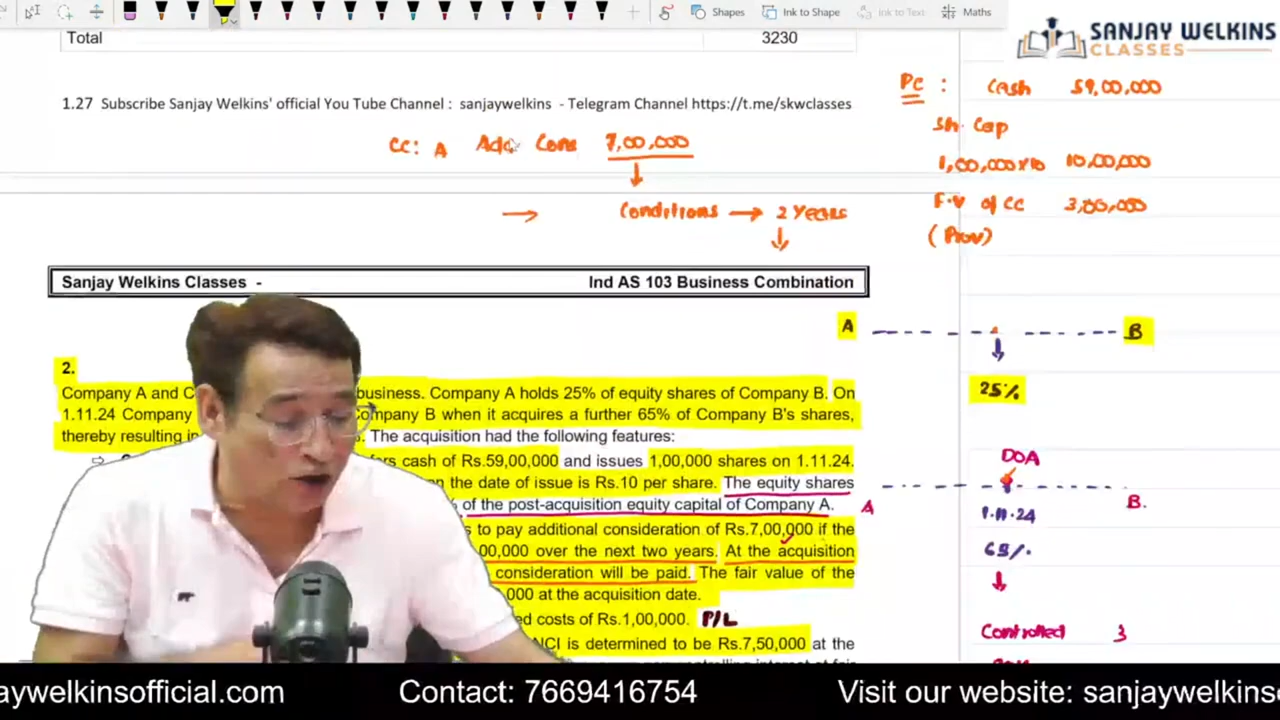 Shapes Ink to Shape Ink to Text Maths
SANJAY WELKINS
CLASSES
Total 3230
PC : Cash 59,00,000
1.27 Subscribe Sanjay Welkins' official You Tube Channel : sanjaywelkins - Telegram Channel https://t.me/skwclasses
Sh. Cap
CC: A Add Cons 7,00,000
1,00,000x10 10,00,000
Conditions → 2 Years
F.V of CC 3,00,000
(Prov)
Sanjay Welkins Classes - Ind AS 103 Business Combination
A B
2.
Company A and C business. Company A holds 25% of equity shares of Company B. On
25%
1.11.24 Company ompany B when it acquires a further 65% of Company B's shares,
thereby resulting in The acquisition had the following features:
fers cash of Rs.59,00,000 and issues 1,00,000 shares on 1.11.24.
DOA
on the date of issue is Rs.10 per share. The equity shares
of the post-acquisition equity capital of Company A.
A B.
1.11.24
s to pay additional consideration of Rs.7,00,000 if the
00,000 over the next two years. At the acquisition
65%
consideration will be paid. The fair value of the
,000 at the acquisition date.
ed costs of Rs.1,00,000. P/L
Controlled 3
NCI is determined to be Rs.7,50,000 at the
jaywelkinsofficial.com Contact: 7669416754 Visit our website: sanjaywelkins